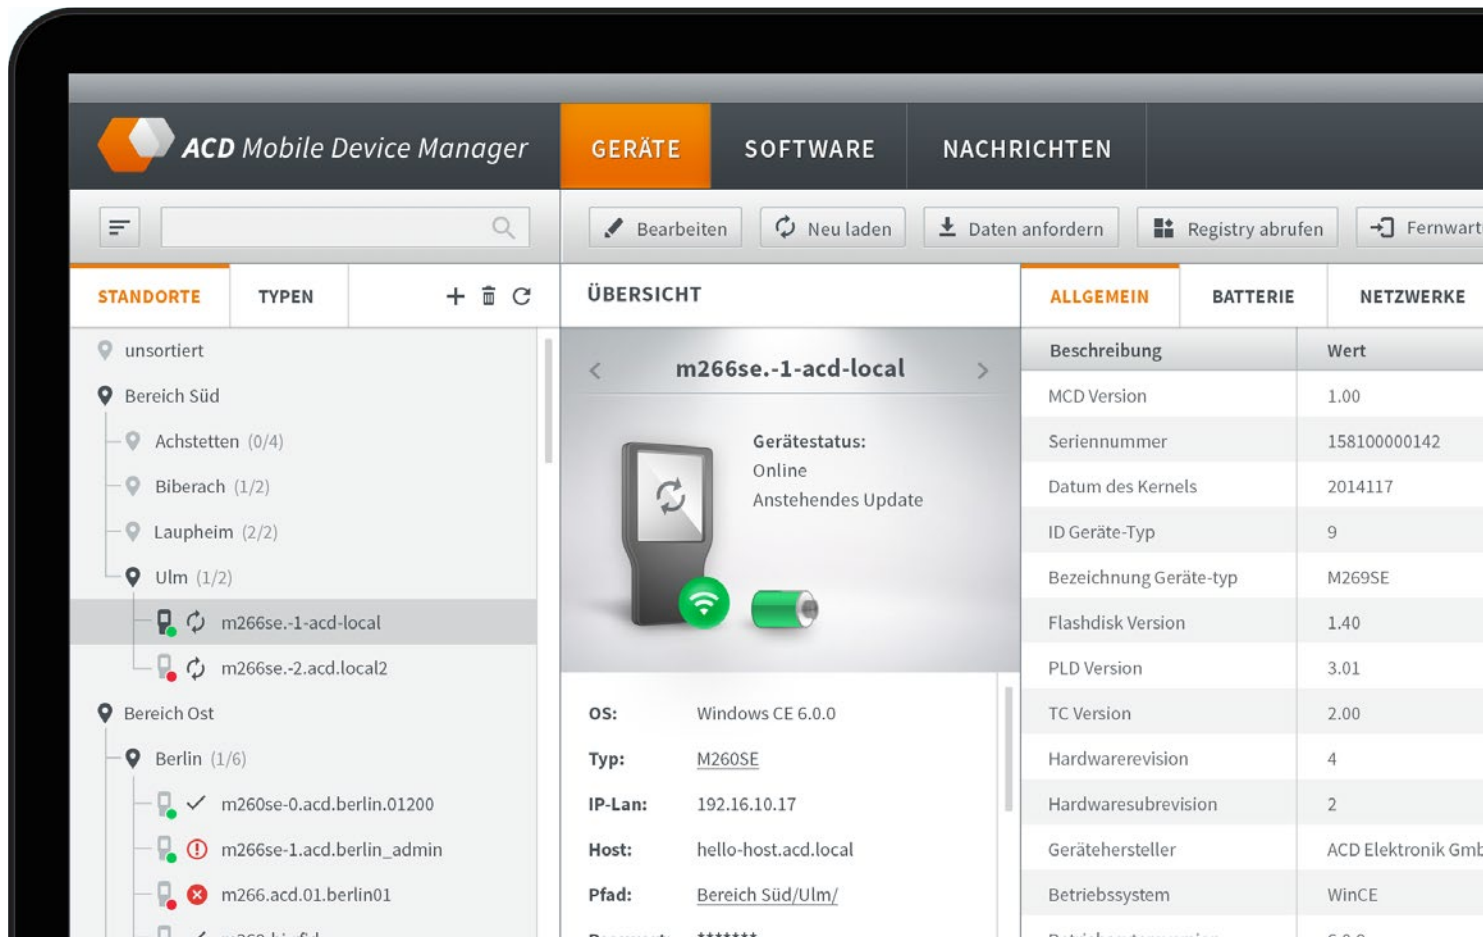 ACD Mobile Device Manager
GERÄTE
SOFTWARE
NACHRICHTEN
Bearbeiten
Neu laden
Daten anfordern
Registry abrufen
Fernwart
STANDORTE
TYPEN
unsortiert
Bereich Süd
Achstetten (0/4)
Biberach (1/2)
Laupheim (2/2)
Ulm (1/2)
m266se.-1-acd-local
m266se.-2.acd.local2
Bereich Ost
Berlin (1/6)
m260se-0.acd.berlin.01200
m266se-1.acd.berlin_admin
m266.acd.01.berlin01
ÜBERSICHT
m266se.-1-acd-local
Gerätestatus:
Online
Anstehendes Update
OS: Windows CE 6.0.0
Typ: M260SE
IP-Lan: 192.16.10.17
Host: hello-host.acd.local
Pfad: Bereich Süd/Ulm/
*******
ALLGEMEIN
BATTERIE
NETZWERKE
Beschreibung Wert
MCD Version 1.00
Seriennummer 158100000142
Datum des Kernels 2014117
ID Geräte-Typ 9
Bezeichnung Geräte-typ M269SE
Flashdisk Version 1.40
PLD Version 3.01
TC Version 2.00
Hardwarerevision 4
Hardwaresubrevision 2
Gerätehersteller ACD Elektronik Gmb
Betriebssystem WinCE